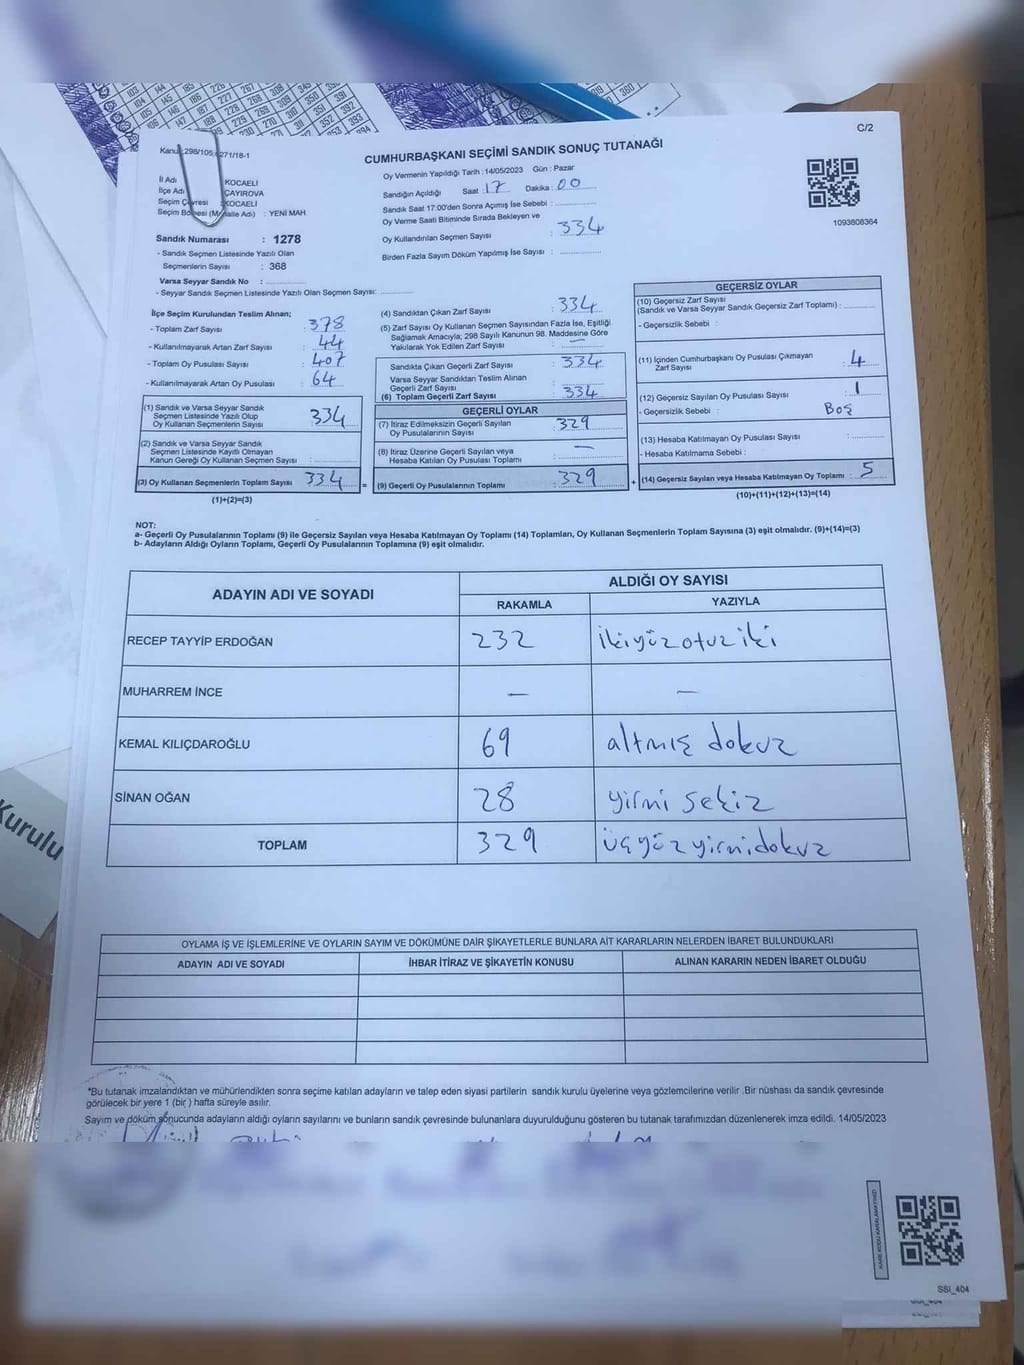 C/2
Kanun: 298/105, 6271/18-1
CUMHURBAŞKANI SEÇİMİ SANDIK SONUÇ TUTANAĞI
İl Adı : KOCAELİ
İlçe Adı : ÇAYIROVA
Seçim Çevresi : KOCAELİ
Seçim Bölgesi (Mahalle Adı) : YENİ MAH.
Sandık Numarası : 1278
- Sandık Seçmen Listesinde Yazılı Olan
Seçmenlerin Sayısı : 368
Varsa Seyyar Sandık No :
- Seyyar Sandık Seçmen Listesinde Yazılı Olan Seçmen Sayısı:
Oy Vermenin Yapıldığı Tarih : 14/05/2023 Gün : Pazar
Sandığın Açıldığı Saat : 17 Dakika : 00
Sandık Saat 17:00'den Sonra Açılmış İse Sebebi :
Oy Verme Saati Bitiminde Sırada Bekleyen ve
Oy Kullandırılan Seçmen Sayısı : 334
Birden Fazla Sayım Döküm Yapılmış İse Sayısı :
1093808364
İlçe Seçim Kurulundan Teslim Alınan;
- Toplam Zarf Sayısı : 378
- Kullanılmayarak Artan Zarf Sayısı : 44
- Toplam Oy Pusulası Sayısı : 407
- Kullanılmayarak Artan Oy Pusulası : 64
(1) Sandık ve Varsa Seyyar Sandık
Seçmen Listesinde Yazılı Olup
Oy Kullanan Seçmenlerin Sayısı : 334
(2) Sandık ve Varsa Seyyar Sandık
Seçmen Listesinde Kayıtlı Olmayan
Kanun Gereği Oy Kullanan Seçmen Sayısı :
(3) Oy Kullanan Seçmenlerin Toplam Sayısı : 334
(1)+(2)=(3)
=
(4) Sandıktan Çıkan Zarf Sayısı : 334
(5) Zarf Sayısı Oy Kullanan Seçmen Sayısından Fazla İse, Eşitliği
Sağlamak Amacıyla; 298 Sayılı Kanunun 98. Maddesine Göre
Yakılarak Yok Edilen Zarf Sayısı : —
Sandıkta Çıkan Geçerli Zarf Sayısı : 334
Varsa Seyyar Sandıktan Teslim Alınan
Geçerli Zarf Sayısı :
(6) Toplam Geçerli Zarf Sayısı : 334
GEÇERLİ OYLAR
(7) İtiraz Edilmeksizin Geçerli Sayılan
Oy Pusulalarının Sayısı : 329
(8) İtiraz Üzerine Geçerli Sayılan veya
Hesaba Katılan Oy Pusulası Toplamı : —
(9) Geçerli Oy Pusulalarının Toplamı : 329
+
GEÇERSİZ OYLAR
(10) Geçersiz Zarf Sayısı
(Sandık ve Varsa Seyyar Sandık Geçersiz Zarf Toplamı) :
- Geçersizlik Sebebi :
(11) İçinden Cumhurbaşkanı Oy Pusulası Çıkmayan
Zarf Sayısı : 4
(12) Geçersiz Sayılan Oy Pusulası Sayısı : 1
- Geçersizlik Sebebi : Boş
(13) Hesaba Katılmayan Oy Pusulası Sayısı :
- Hesaba Katılmama Sebebi :
(14) Geçersiz Sayılan veya Hesaba Katılmayan Oy Toplamı : 5
(10)+(11)+(12)+(13)=(14)
NOT:
a- Geçerli Oy Pusulalarının Toplamı (9) ile Geçersiz Sayılan veya Hesaba Katılmayan Oy Toplamı (14) Toplamları, Oy Kullanan Seçmenlerin Toplam Sayısına (3) eşit olmalıdır. (9)+(14)=(3)
b- Adayların Aldığı Oyların Toplamı, Geçerli Oy Pusulalarının Toplamına (9) eşit olmalıdır.
ADAYIN ADI VE SOYADI ALDIĞI OY SAYISI
RAKAMLA YAZIYLA
RECEP TAYYİP ERDOĞAN 232 ikiyüzotuziki
MUHARREM İNCE — —
KEMAL KILIÇDAROĞLU 69 altmış dokuz
SİNAN OĞAN 28 yirmi sekiz
TOPLAM 329 üçyüzyirmidokuz
OYLAMA İŞ VE İŞLEMLERİNE VE OYLARIN SAYIM VE DÖKÜMÜNE DAİR ŞİKAYETLERLE BUNLARA AİT KARARLARIN NELERDEN İBARET BULUNDUKLARI
ADAYIN ADI VE SOYADI İHBAR İTİRAZ VE ŞİKAYETİN KONUSU ALINAN KARARIN NEDEN İBARET OLDUĞU
*Bu tutanak imzalandıktan ve mühürlendikten sonra seçime katılan adayların ve talep eden siyasi partilerin sandık kurulu üyelerine veya gözlemcilerine verilir .Bir nüshası da sandık çevresinde
görülecek bir yere 1 (bir ) hafta süreyle asılır.
Sayım ve döküm sonucunda adayların aldığı oyların sayılarını ve bunların sandık çevresinde bulunanlara duyurulduğunu gösteren bu tutanak tarafımızdan düzenlenerek imza edildi. 14/05/2023
KARE KODU KARALAMAYINIZ!
SSI_404
Kurulu